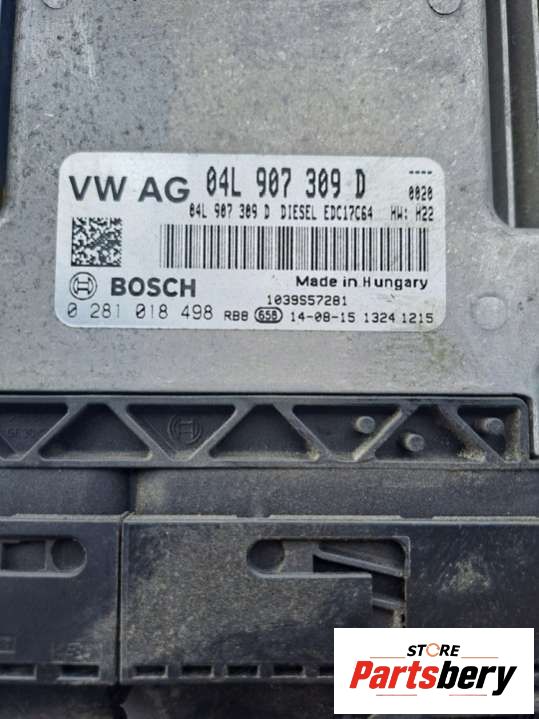 VW AG 04L 907 309 D ----
0020
04L 907 309 D DIESEL EDC17C64 HW: H22
BOSCH Made in Hungary
1039S57281
0 281 018 498 RBB 658 14-08-15 1324 1215
STORE
Partsbery